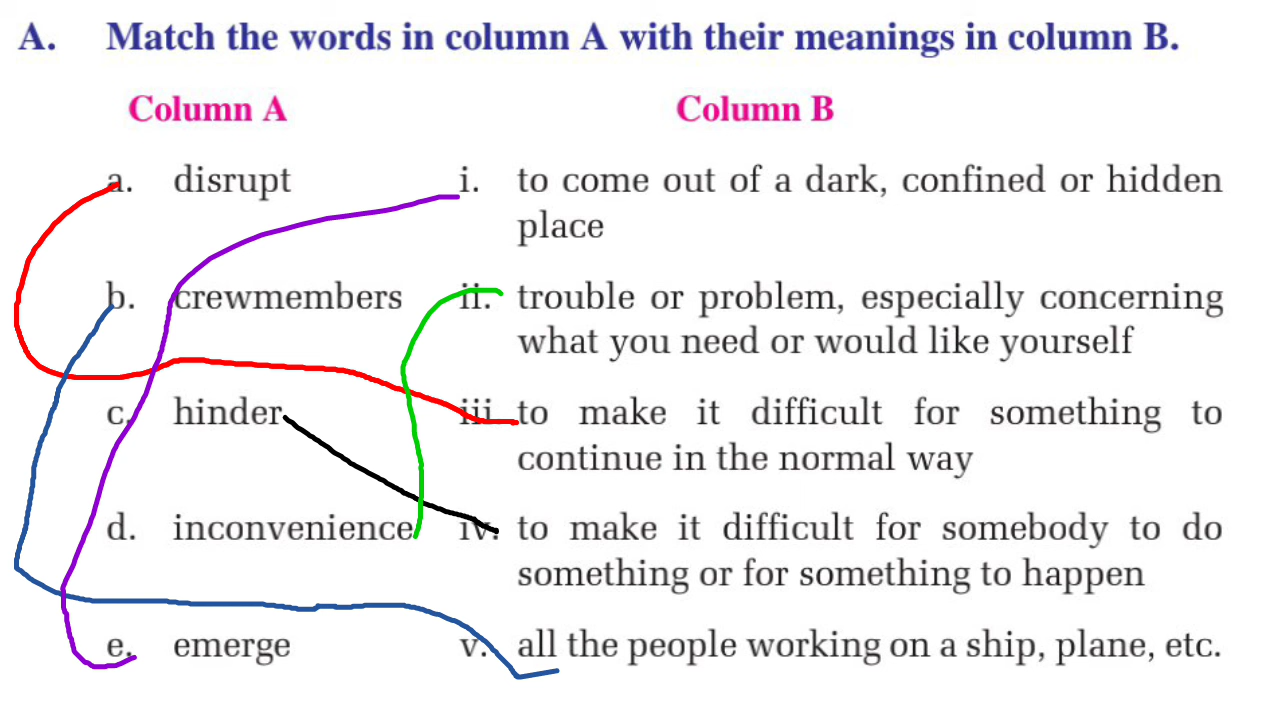 A. Match the words in column A with their meanings in column B.
Column A Column B
a. disrupt i. to come out of a dark, confined or hidden
place
b. crewmembers ii. trouble or problem, especially concerning
what you need or would like yourself
c. hinder iii. to make it difficult for something to
continue in the normal way
d. inconvenience iv. to make it difficult for somebody to do
something or for something to happen
e. emerge v. all the people working on a ship, plane, etc.